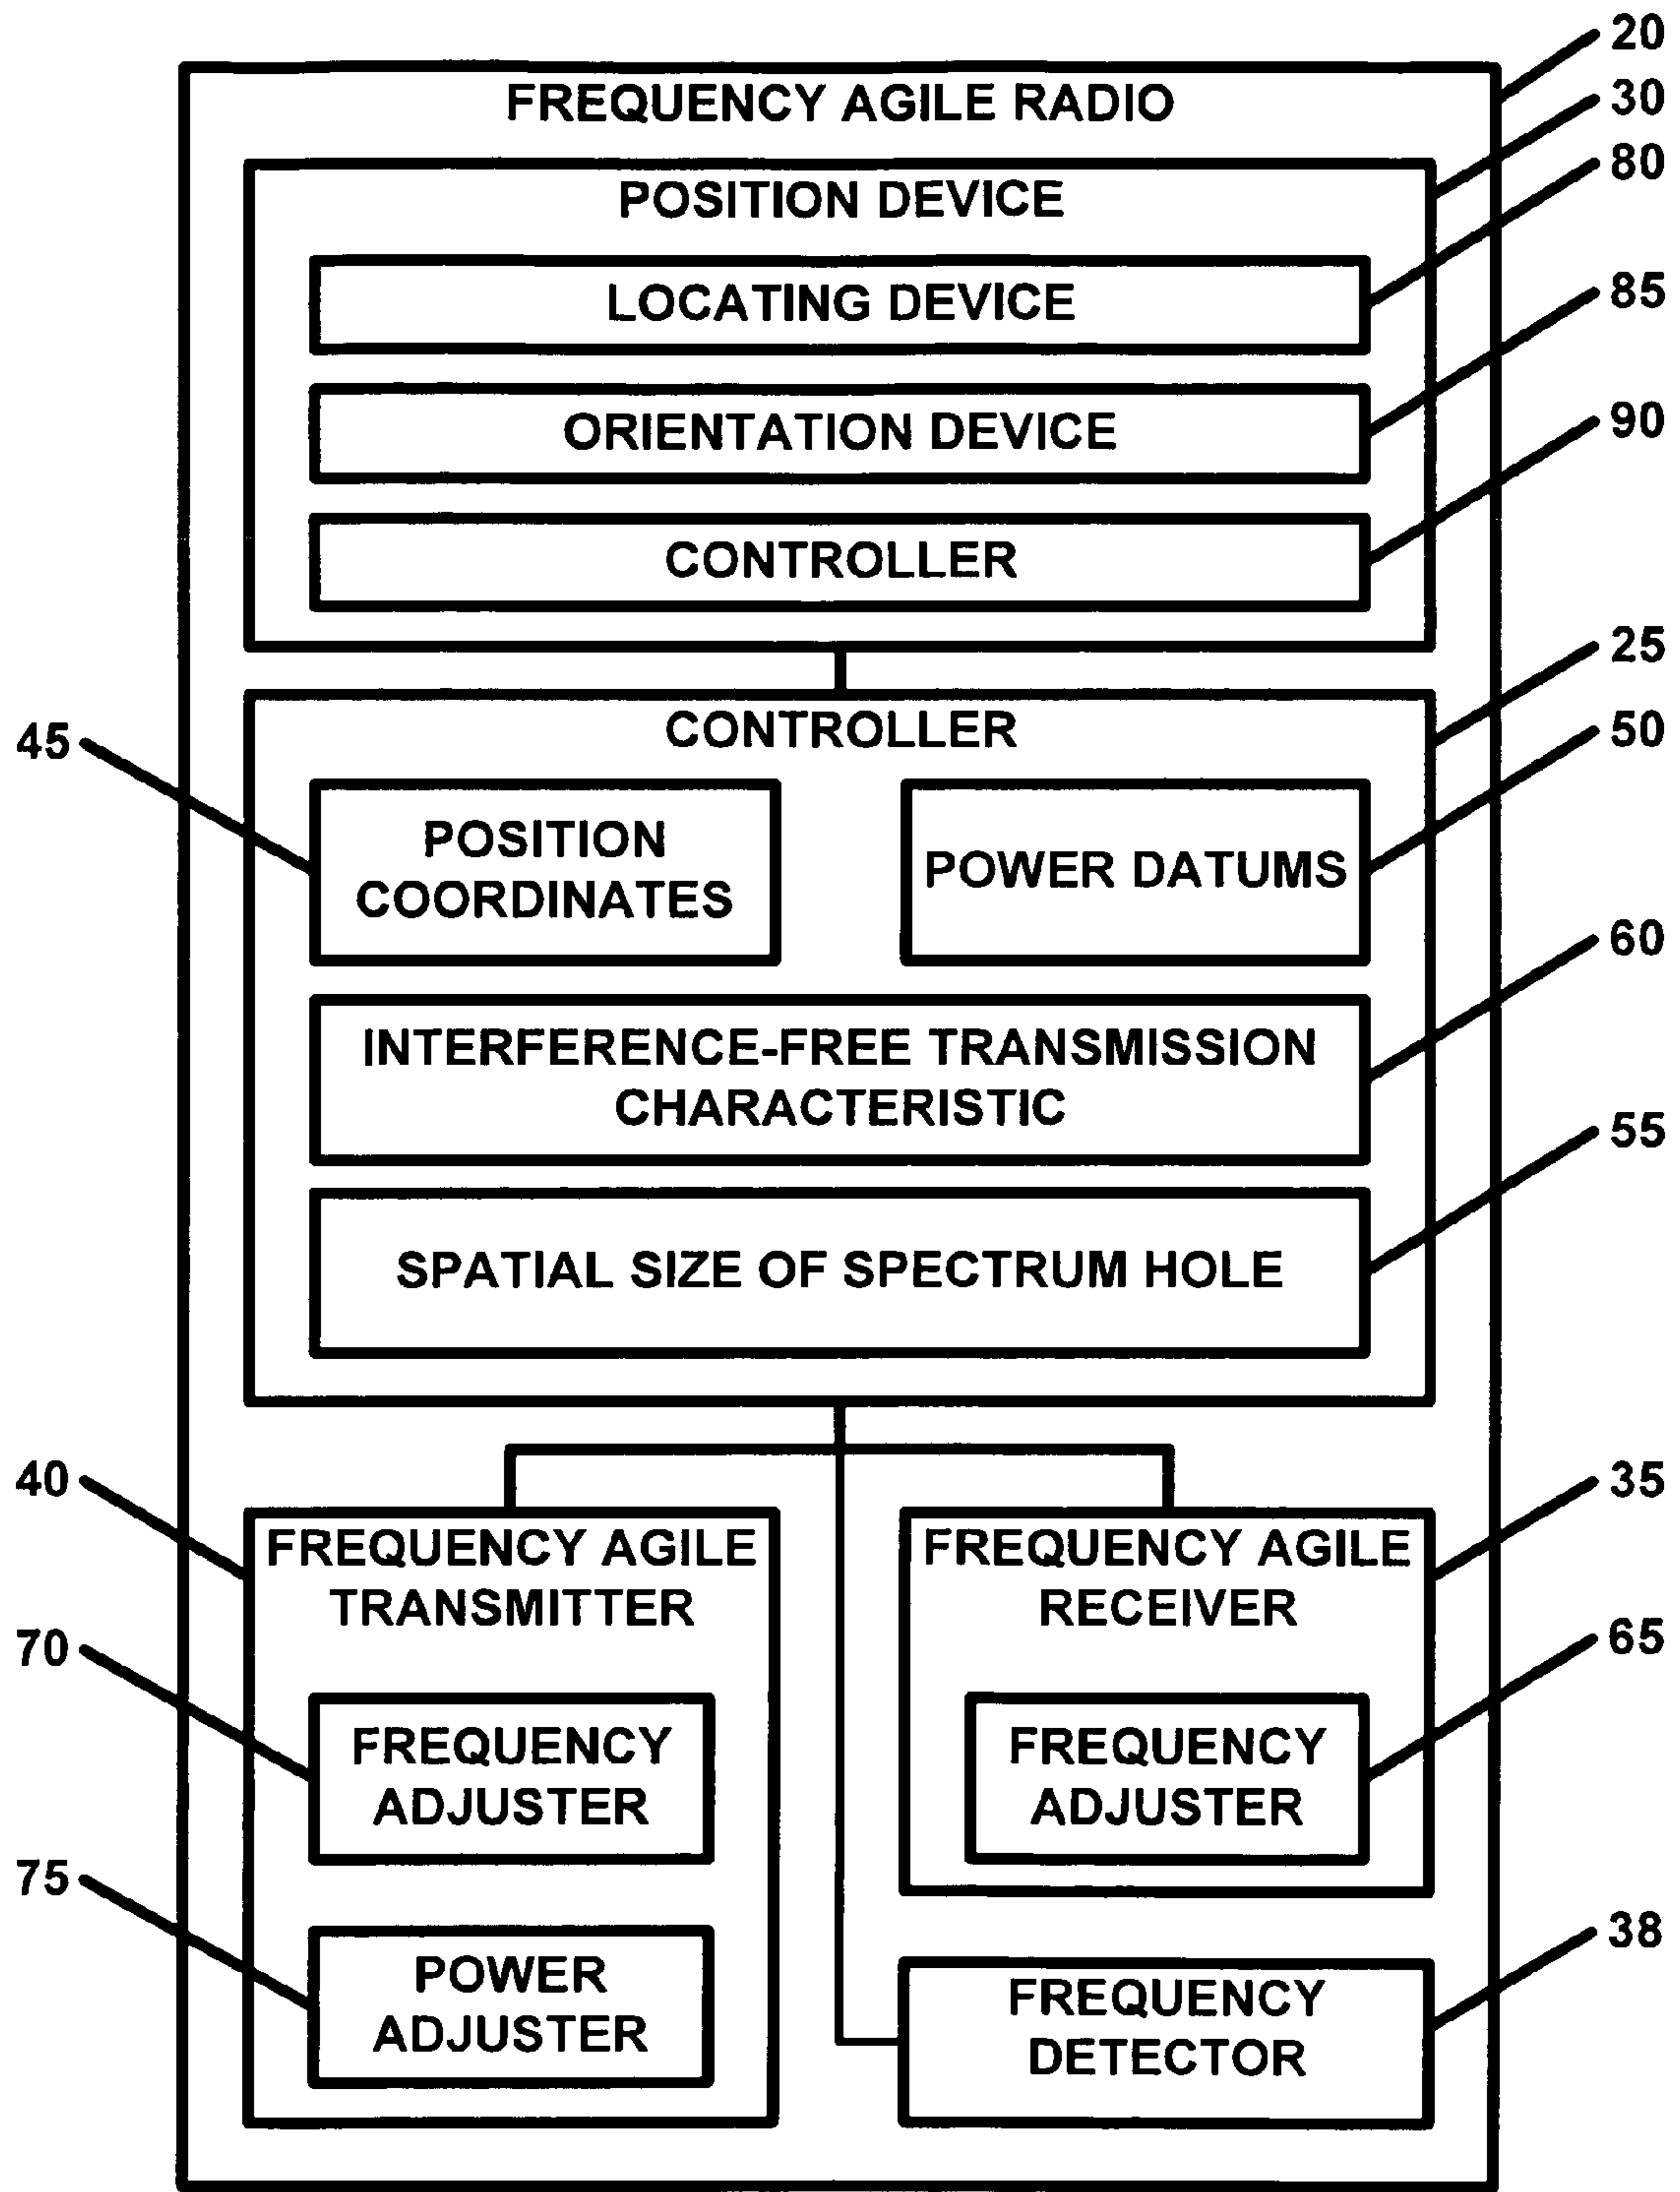 20
FREQUENCY AGILE RADIO
30
80
POSITION DEVICE
LOCATING DEVICE
85
ORIENTATION DEVICE
90
CONTROLLER
25
CONTROLLER
50
45
POSITION
COORDINATES
POWER DATUMS
60
INTERFERENCE-FREE TRANSMISSION
CHARACTERISTIC
55
SPATIAL SIZE OF SPECTRUM HOLE
40
35
FREQUENCY AGILE
TRANSMITTER
FREQUENCY AGILE
RECEIVER
70
65
FREQUENCY
ADJUSTER
FREQUENCY
ADJUSTER
75
38
POWER
ADJUSTER
FREQUENCY
DETECTOR